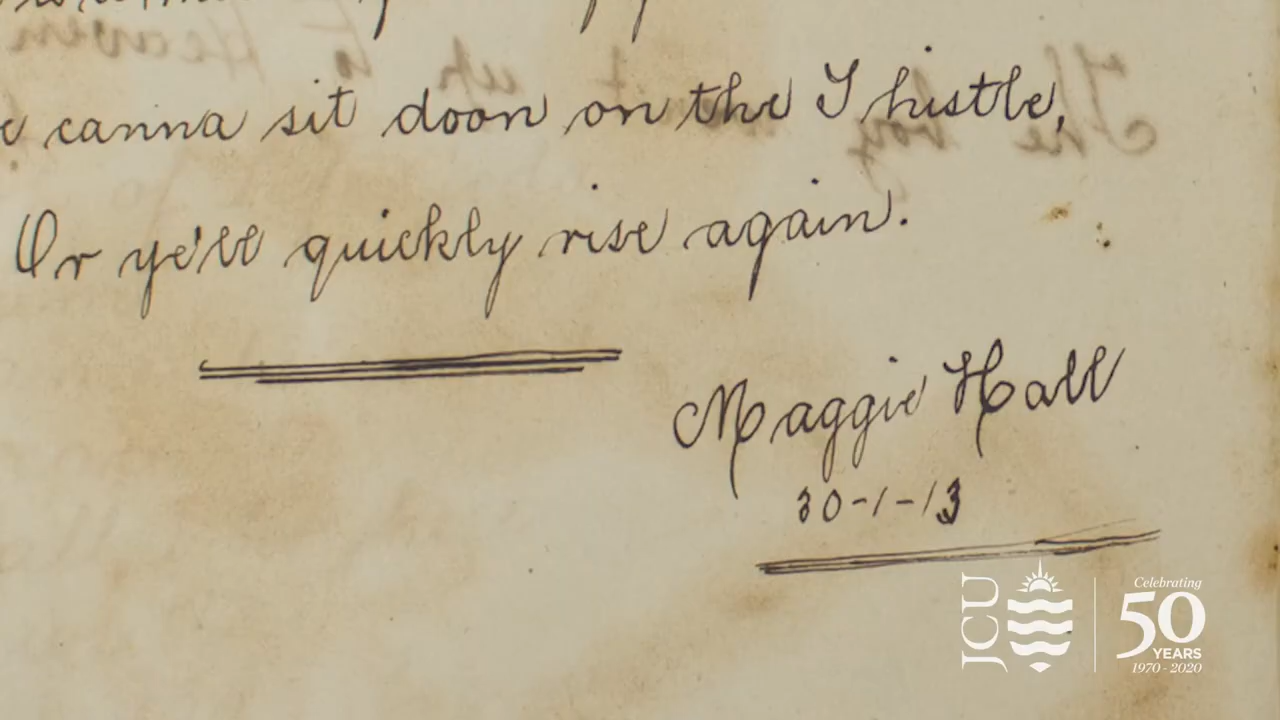 canna sit doon on the Thistle,
Or ye'll quickly rise again.
Maggie Hall
30-1-13
JCU
Celebrating
50
YEARS
1970 - 2020